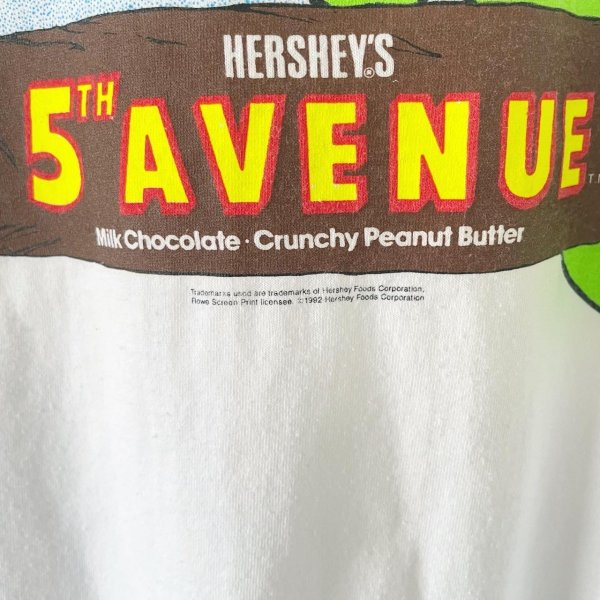 HERSHEY'S®
5TH AVENUE™
Milk Chocolate · Crunchy Peanut Butter
Trademarks used are trademarks of Hershey Foods Corporation,
Rowe Screen Print licensee. ©1992 Hershey Foods Corporation